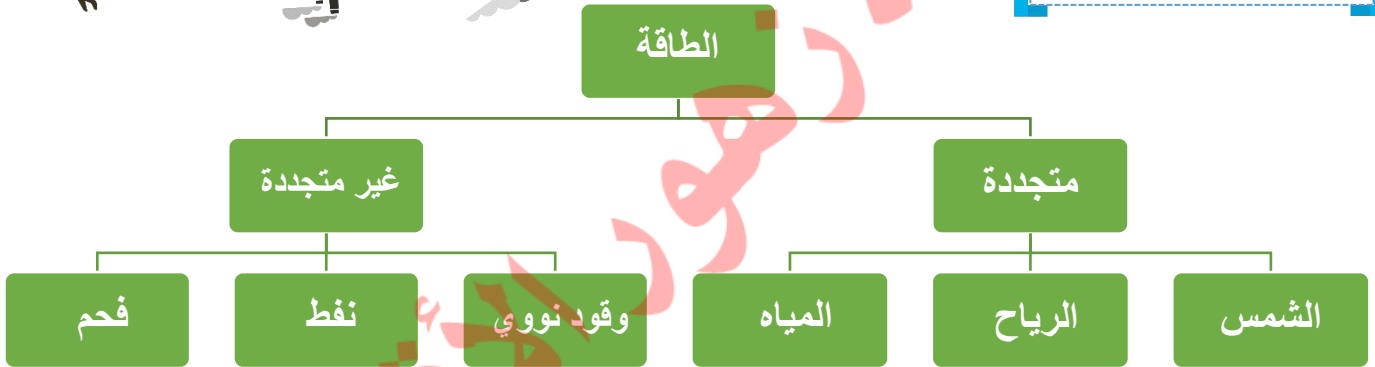 الطاقة
متجددة
غير متجددة
الشمس
الرياح
المياه
وقود نووي
نفط
فحم